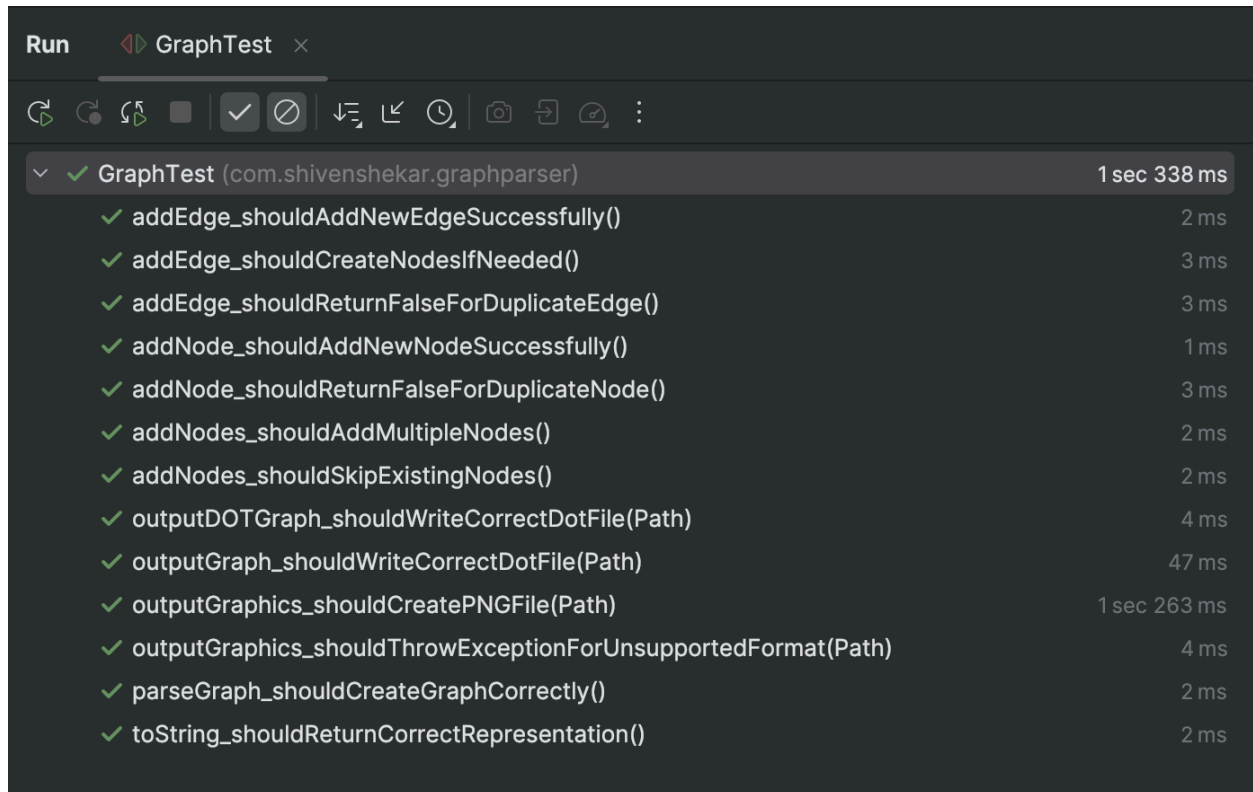 Run GraphTest
GraphTest (com.shivenshekar.graphparser) 1 sec 338 ms
addEdge_shouldAddNewEdgeSuccessfully() 2 ms
addEdge_shouldCreateNodesIfNeeded() 3 ms
addEdge_shouldReturnFalseForDuplicateEdge() 3 ms
addNode_shouldAddNewNodeSuccessfully() 1 ms
addNode_shouldReturnFalseForDuplicateNode() 3 ms
addNodes_shouldAddMultipleNodes() 2 ms
addNodes_shouldSkipExistingNodes() 2 ms
outputDOTGraph_shouldWriteCorrectDotFile(Path) 4 ms
outputGraph_shouldWriteCorrectDotFile(Path) 47 ms
outputGraphics_shouldCreatePNGFile(Path) 1 sec 263 ms
outputGraphics_shouldThrowExceptionForUnsupportedFormat(Path) 4 ms
parseGraph_shouldCreateGraphCorrectly() 2 ms
toString_shouldReturnCorrectRepresentation() 2 ms